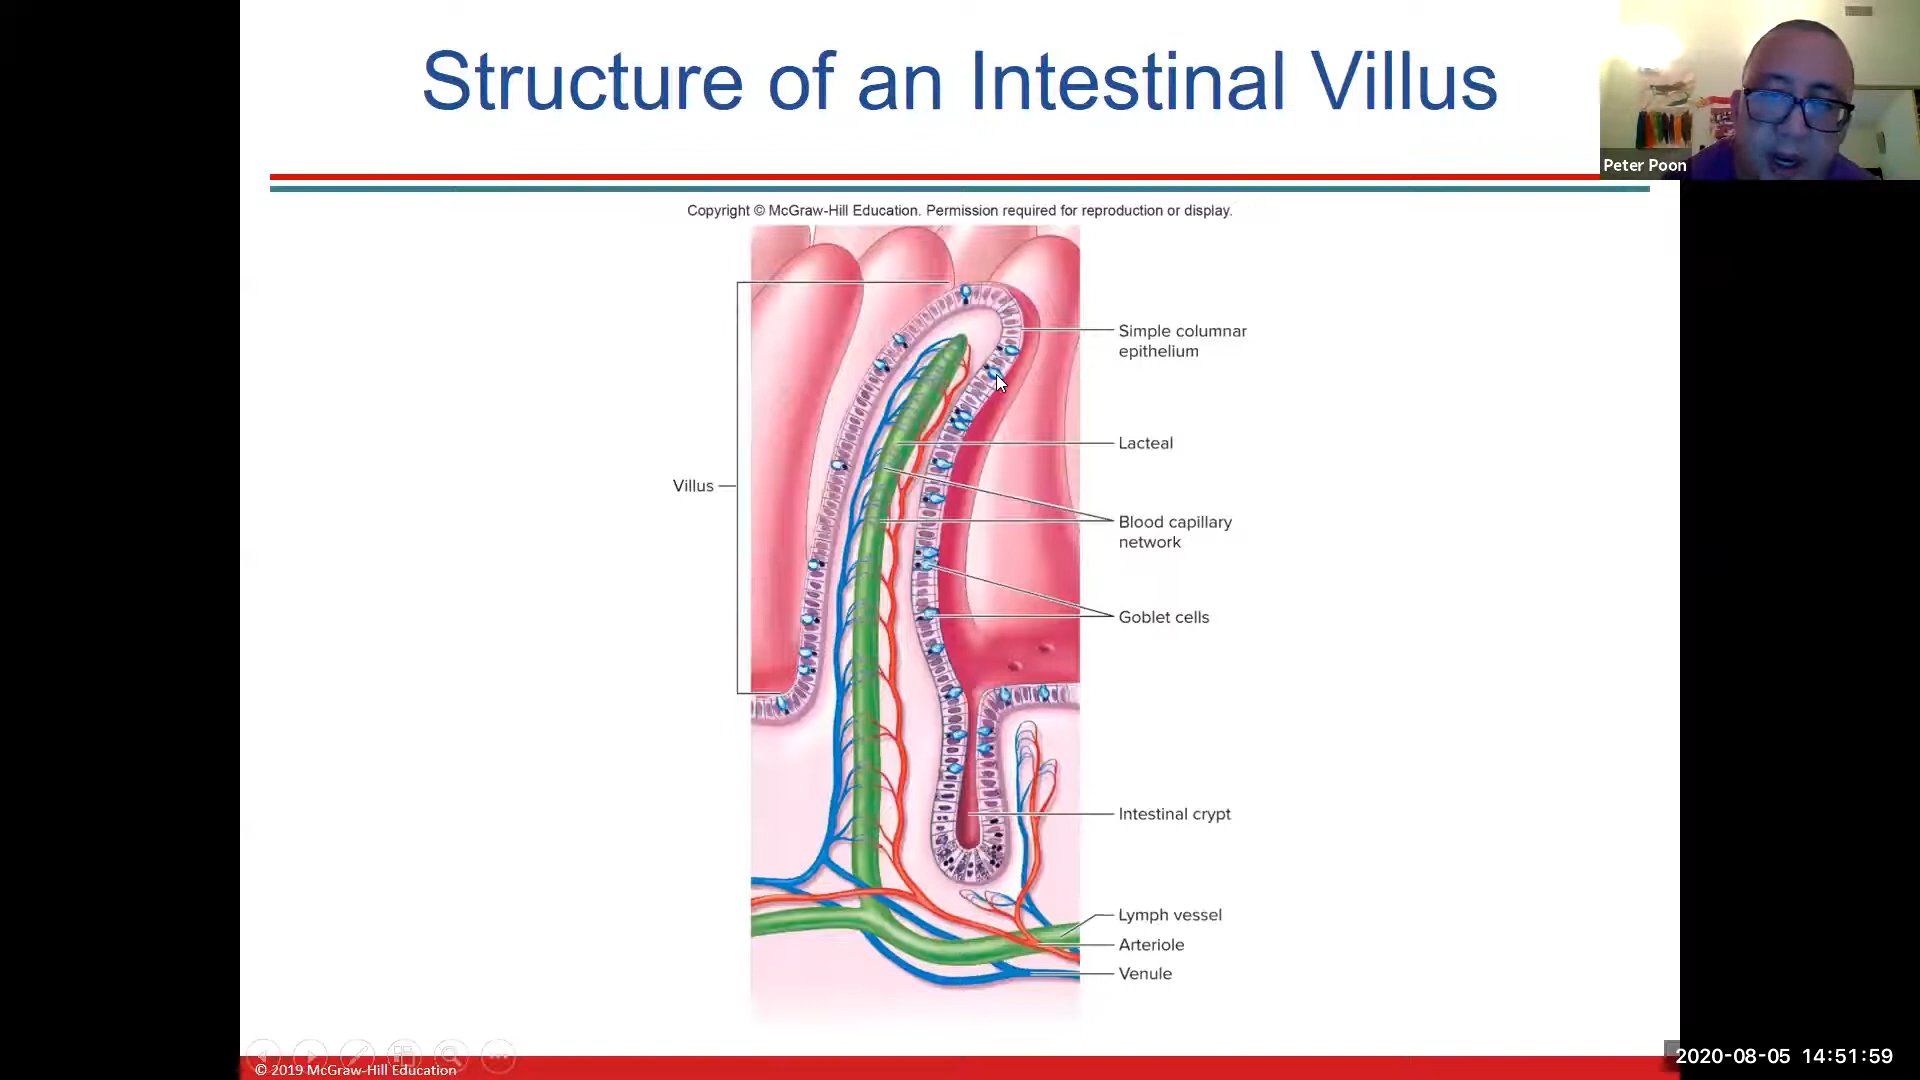 Structure of an Intestinal Villus
Peter Poon
Copyright © McGraw-Hill Education. Permission required for reproduction or display.
Simple columnar
epithelium
Lacteal
Villus
Blood capillary
network
Goblet cells
Intestinal crypt
Lymph vessel
Arteriole
Venule
© 2019 McGraw-Hill Education
2020-08-05 14:51:59